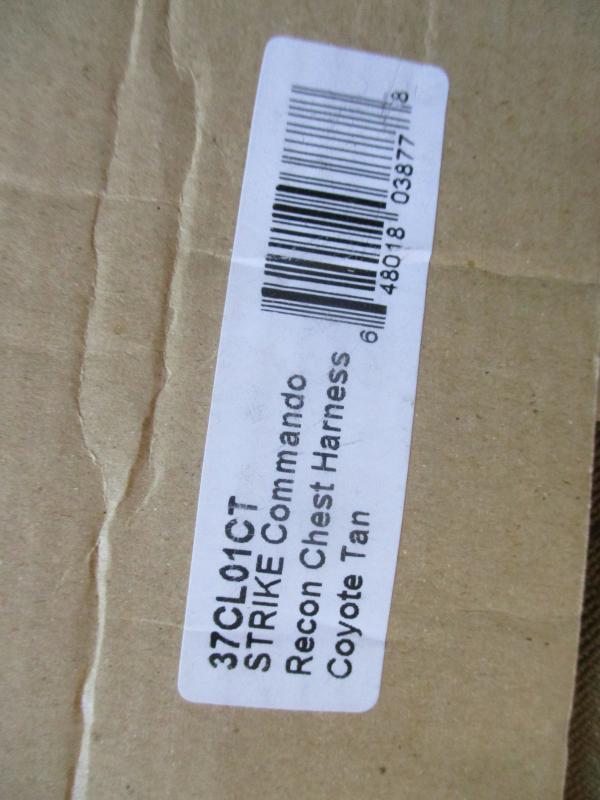 37CL01CT
STRIKE Commando
Recon Chest Harness
Coyote Tan
6 48018 03877 8